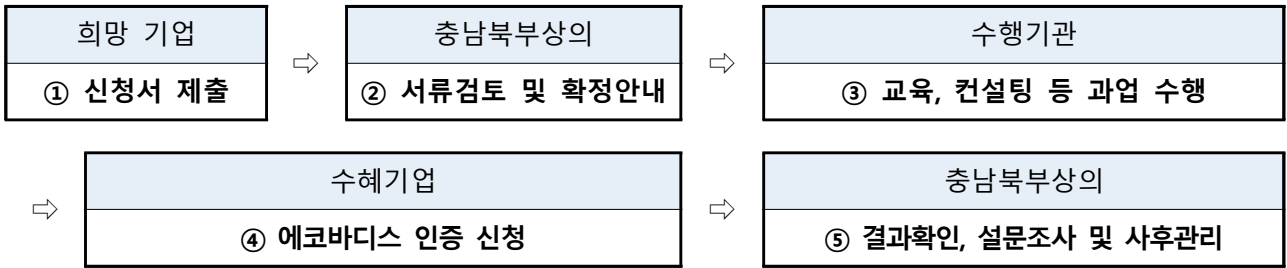 희망 기업
① 신청서 제출
⇨
충남북부상의
② 서류검토 및 확정안내
⇨
수행기관
③ 교육, 컨설팅 등 과업 수행
⇨
수혜기업
④ 에코바디스 인증 신청
⇨
충남북부상의
⑤ 결과확인, 설문조사 및 사후관리